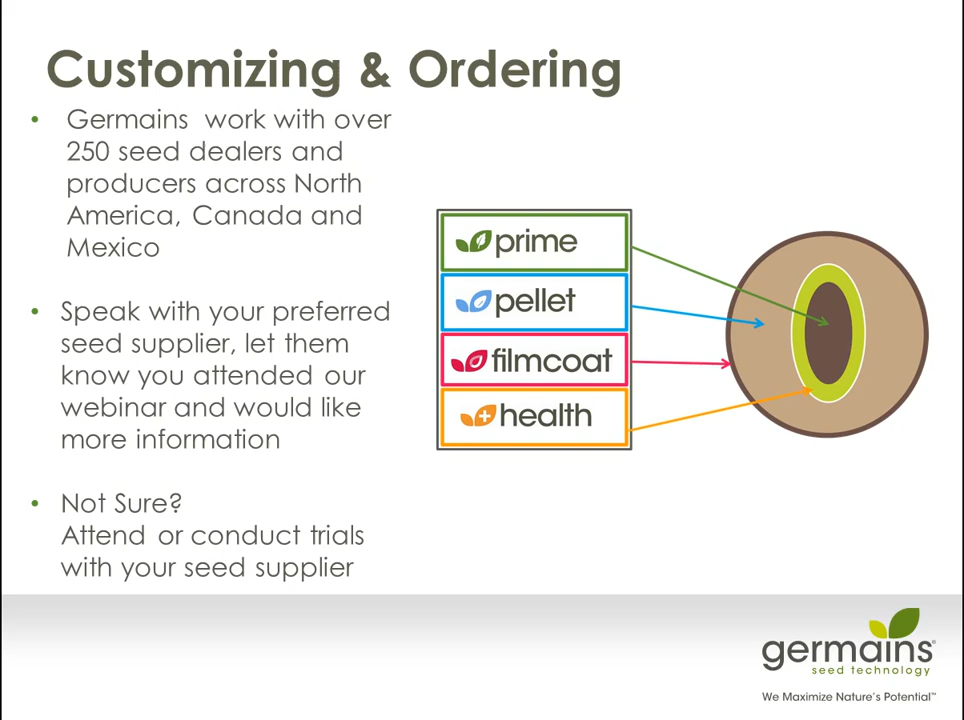 Customizing & Ordering
• Germains work with over
250 seed dealers and
producers across North
America, Canada and
Mexico
• Speak with your preferred
seed supplier, let them
know you attended our
webinar and would like
more information
• Not Sure?
Attend or conduct trials
with your seed supplier
prime
pellet
filmcoat
health
germains®
seed technology
We Maximize Nature's Potential™